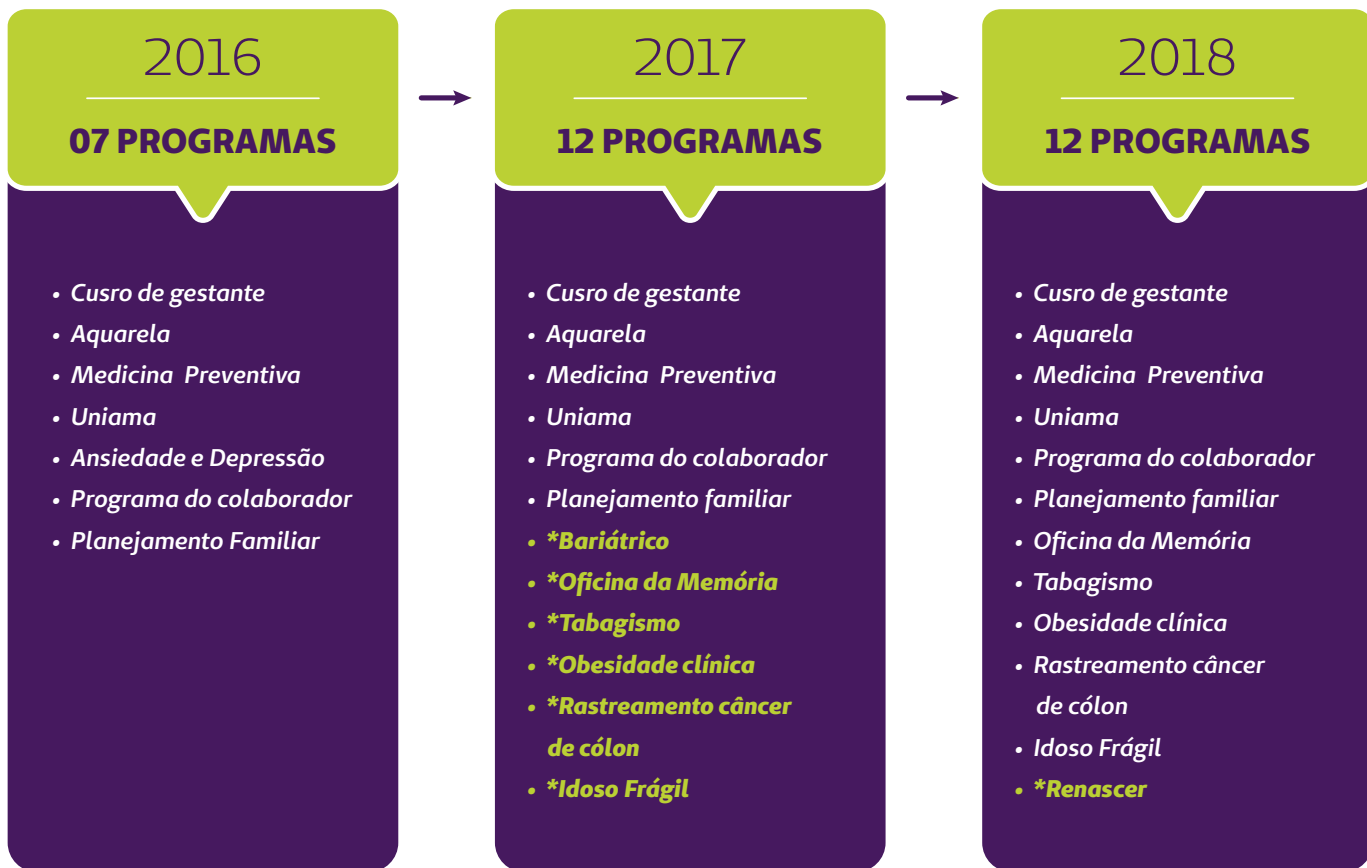 2016
07 PROGRAMAS
• Cusro de gestante
• Aquarela
• Medicina Preventiva
• Uniama
• Ansiedade e Depressão
• Programa do colaborador
• Planejamento Familiar
2017
12 PROGRAMAS
• Cusro de gestante
• Aquarela
• Medicina Preventiva
• Uniama
• Programa do colaborador
• Planejamento familiar
• *Bariátrico
• *Oficina da Memória
• *Tabagismo
• *Obesidade clínica
• *Rastreamento câncer
de cólon
• *Idoso Frágil
2018
12 PROGRAMAS
• Cusro de gestante
• Aquarela
• Medicina Preventiva
• Uniama
• Programa do colaborador
• Planejamento familiar
• Oficina da Memória
• Tabagismo
• Obesidade clínica
• Rastreamento câncer
de cólon
• Idoso Frágil
• *Renascer